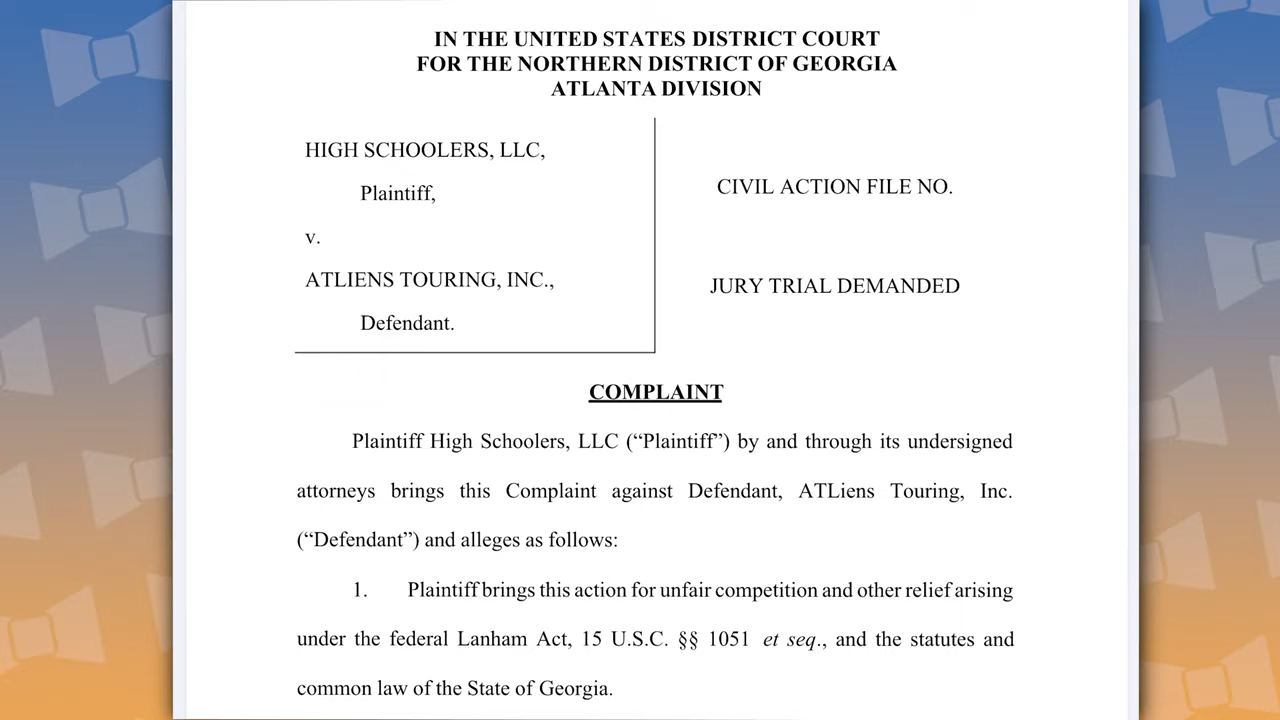 IN THE UNITED STATES DISTRICT COURT
FOR THE NORTHERN DISTRICT OF GEORGIA
ATLANTA DIVISION
HIGH SCHOOLERS, LLC,
Plaintiff,
v.
ATLIENS TOURING, INC.,
Defendant.
CIVIL ACTION FILE NO.
JURY TRIAL DEMANDED
COMPLAINT
Plaintiff High Schoolers, LLC (“Plaintiff”) by and through its undersigned
attorneys brings this Complaint against Defendant, ATLiens Touring, Inc.
(“Defendant”) and alleges as follows:
1. Plaintiff brings this action for unfair competition and other relief arising
under the federal Lanham Act, 15 U.S.C. §§ 1051 et seq., and the statutes and
common law of the State of Georgia.